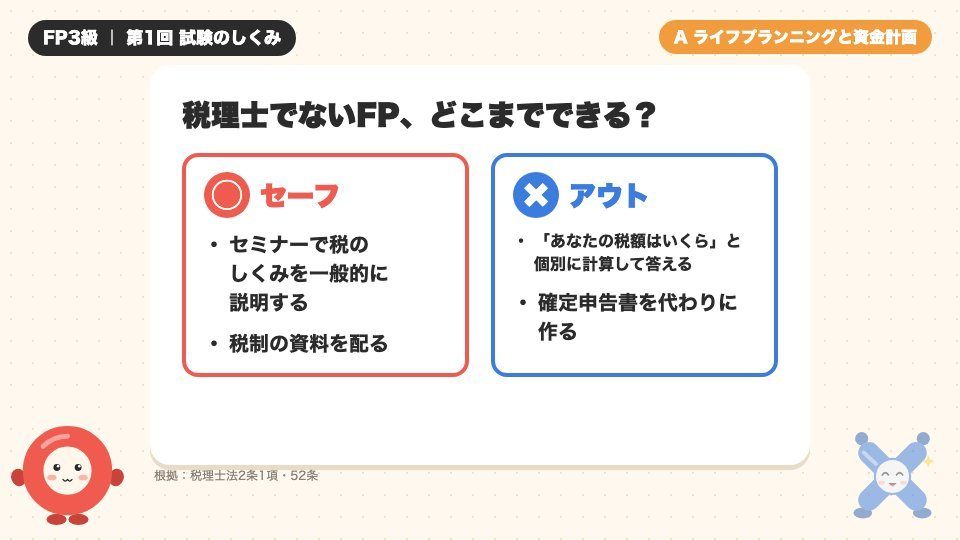 FP3級 ｜ 第1回 試験のしくみ
A ライフプランニングと資金計画
税理士でないFP、どこまでできる？
セーフ
・セミナーで税の
しくみを一般的に
説明する
・税制の資料を配る
アウト
・「あなたの税額はいくら」と
個別に計算して答える
・確定申告書を代わりに
作る
根拠：税理士法2条1項・52条